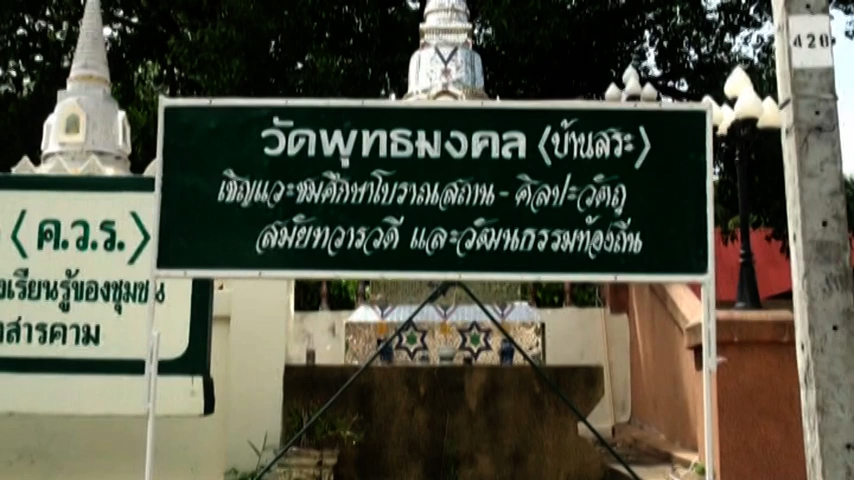 วัดพุทธมงคล (บ้านสระ)
เชิญแวะชมศึกษาโบราณสถาน - ศิลปะวัตถุ
สมัยทวารวดี และวัฒนธรรมท้องถิ่น
(ศ.ว.ร.)
งเรียนรู้ของชุมชน
สารคาม
420